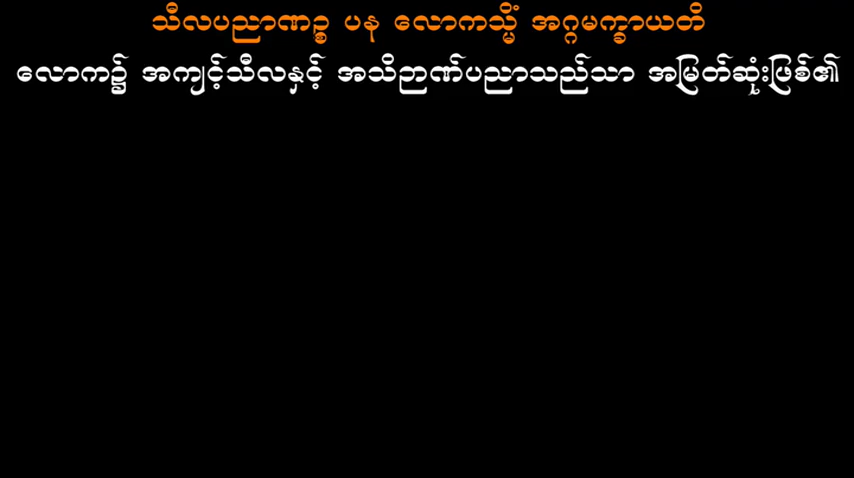 သီလပညာဏဉ္စ ပန လောကသ္မိံ အဂ္ဂမက္ခာယတိ
လောက၌ အကျင့်သီလနှင့် အသိဉာဏ်ပညာသည်သာ အမြတ်ဆုံးဖြစ်၏